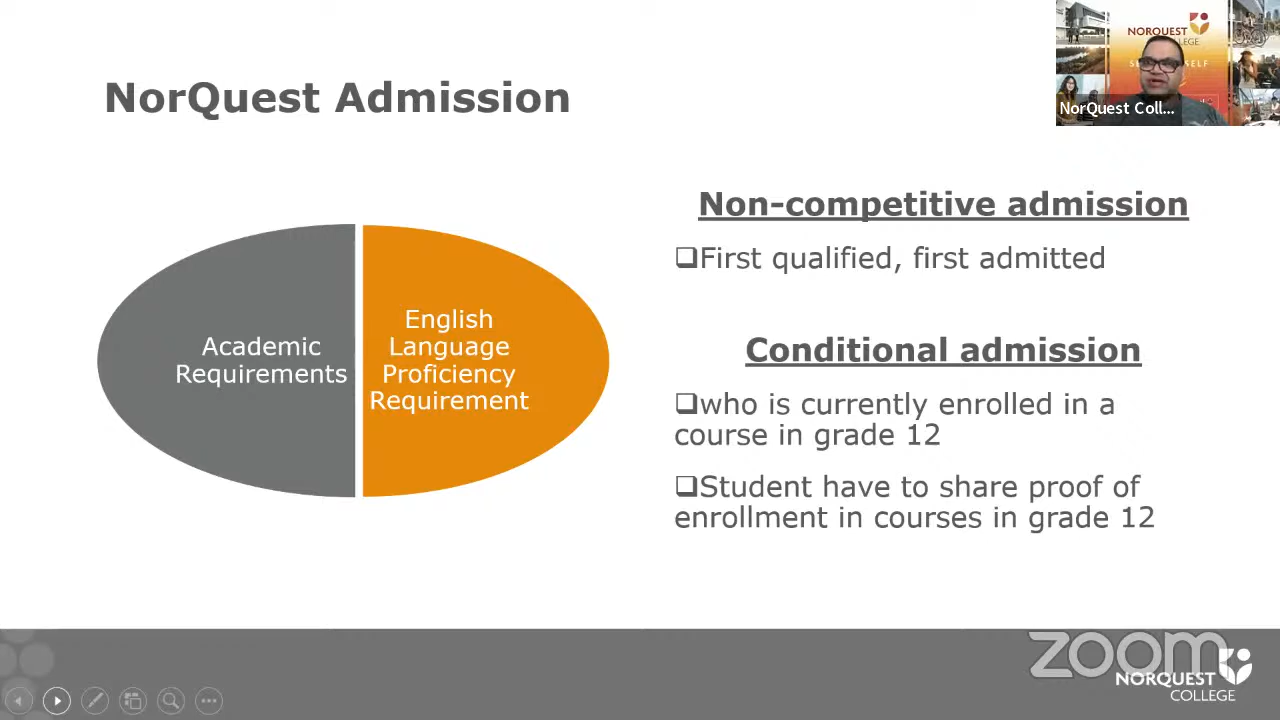 NorQuest Admission
NORQUEST
COLLEGE
NorQuest Coll...
Non-competitive admission
❑First qualified, first admitted
Academic
Requirements
English
Language
Proficiency
Requirement
Conditional admission
❑who is currently enrolled in a
course in grade 12
❑Student have to share proof of
enrollment in courses in grade 12
zoom
NORQUEST
COLLEGE